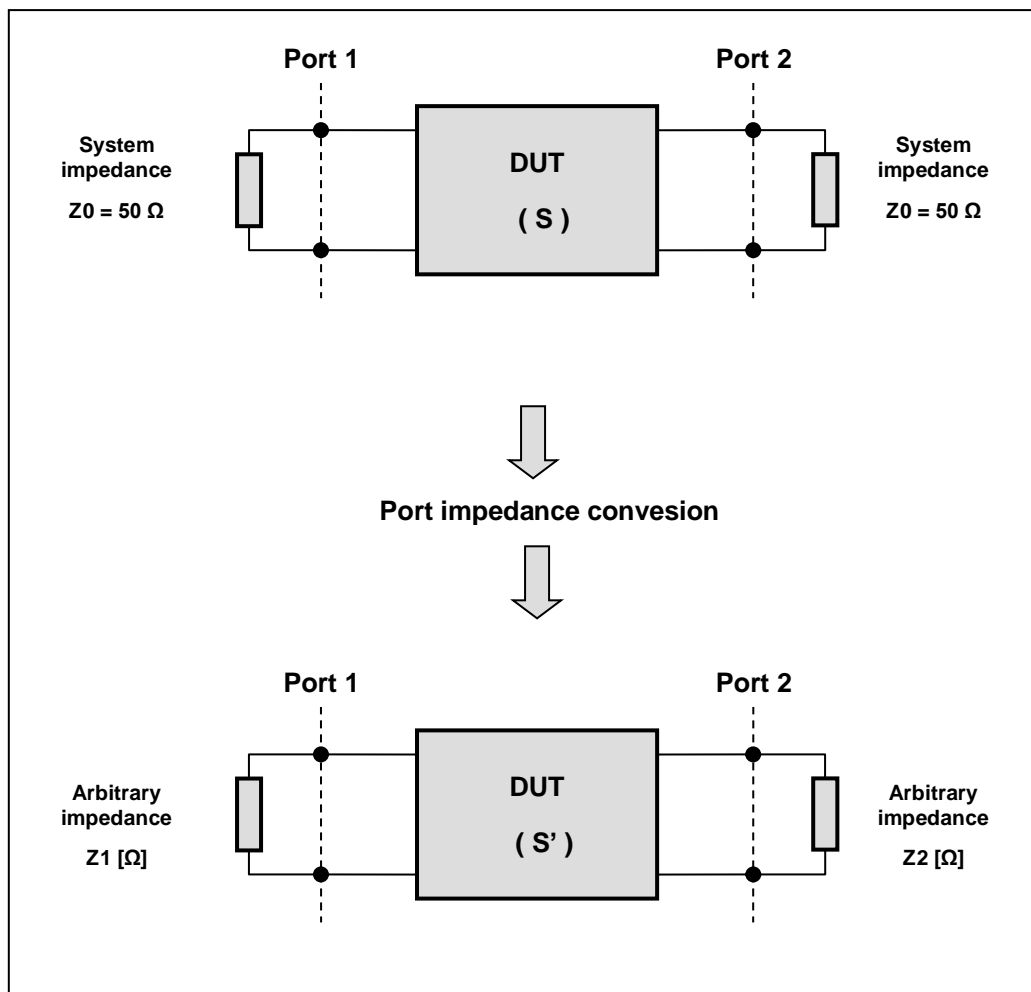 Port 1
Port 2
System
impedance
Z0 = 50 Ω
DUT
( S )
System
impedance
Z0 = 50 Ω
Port impedance convesion
Port 1
Port 2
Arbitrary
impedance
Z1 [Ω]
DUT
( S’ )
Arbitrary
impedance
Z2 [Ω]